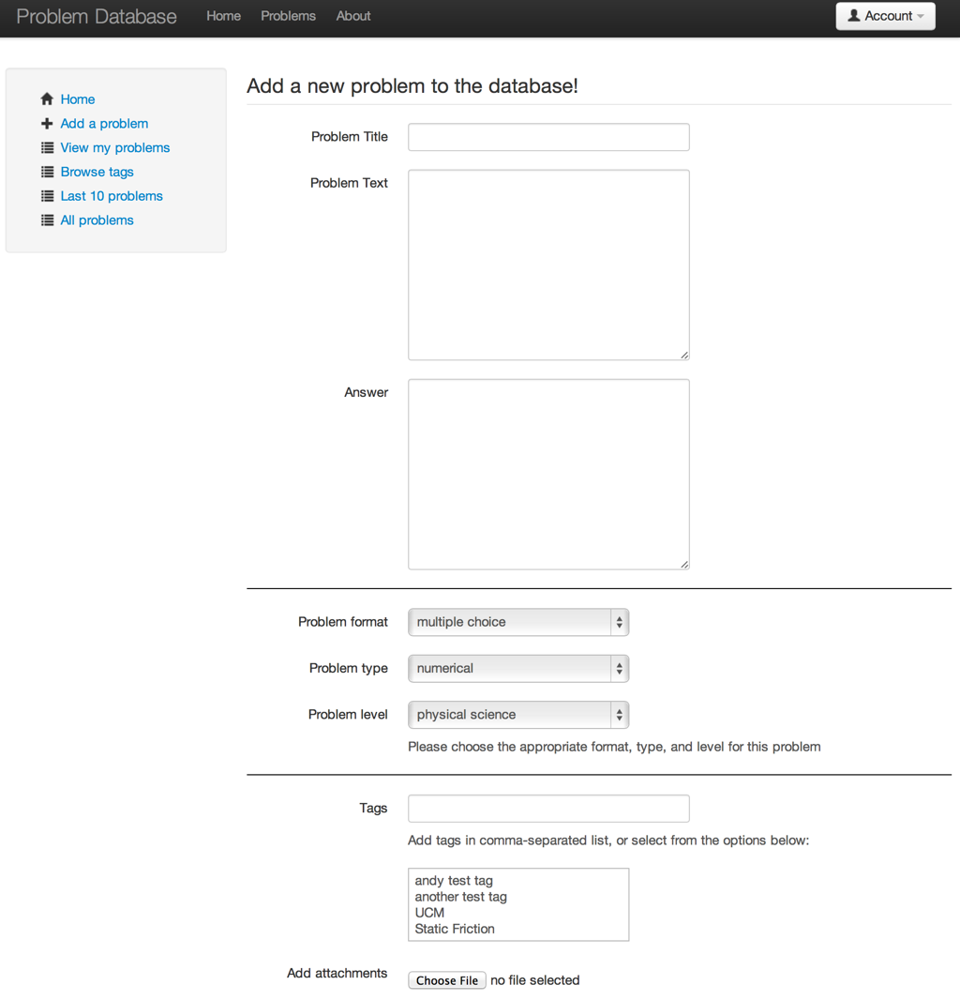 Problem Database Home Problems About Account
Home
Add a problem
View my problems
Browse tags
Last 10 problems
All problems
Add a new problem to the database!
Problem Title
Problem Text
Answer
Problem format multiple choice
Problem type numerical
Problem level physical science
Please choose the appropriate format, type, and level for this problem
Tags
Add tags in comma-separated list, or select from the options below:
andy test tag
another test tag
UCM
Static Friction
Add attachments Choose File no file selected